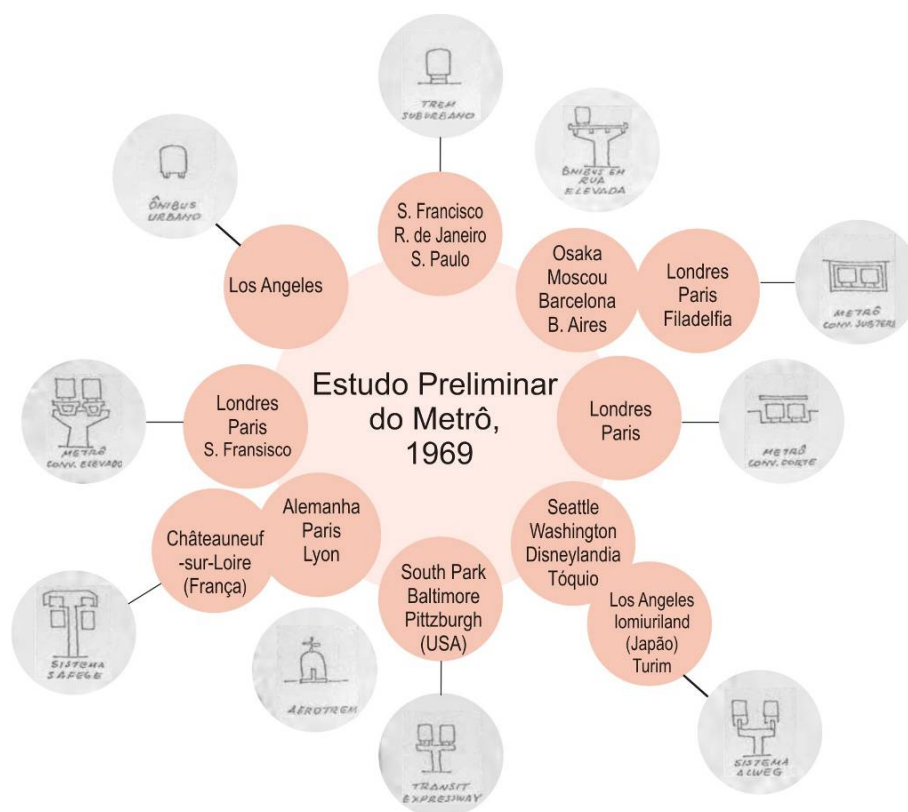 TREM
SUBURBANO
ÔNIBUS EM
RUA
ELEVADA
ÔNIBUS
URBANO
S. Francisco
R. de Janeiro
S. Paulo
Los Angeles
Osaka
Moscou
Barcelona
B. Aires
Londres
Paris
Filadelfia
METRÔ
CONV. SUBTERR.
Estudo Preliminar
do Metrô,
1969
Londres
Paris
S. Fransisco
METRÔ
CONV. ELEVADO
Londres
Paris
METRÔ
CONV. CORTE
Alemanha
Paris
Lyon
Châteauneuf
-sur-Loire
(França)
Seattle
Washington
Disneylandia
Tóquio
South Park
Baltimore
Pittzburgh
(USA)
Los Angeles
Iomiuriland
(Japão)
Turim
SISTEMA
SAFEGE
AÉROTREM
TRANSIT
EXPRESSWAY
SISTEMA
ALWEG